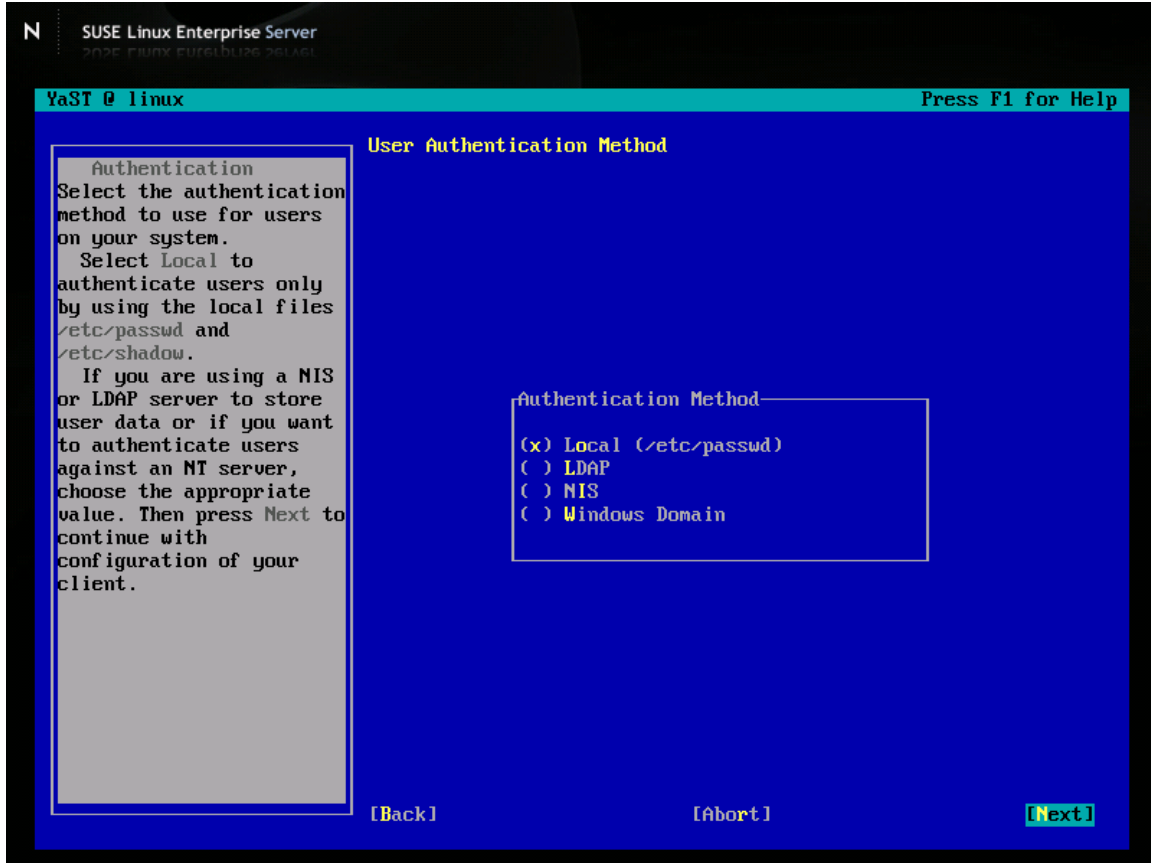 N SUSE Linux Enterprise Server
YaST @ linux Press F1 for Help
User Authentication Method
Authentication
Select the authentication
method to use for users
on your system.
Select Local to
authenticate users only
by using the local files
/etc/passwd and
/etc/shadow.
If you are using a NIS
or LDAP server to store
user data or if you want
to authenticate users
against an NT server,
choose the appropriate
value. Then press Next to
continue with
configuration of your
client.
Authentication Method
(x) Local (/etc/passwd)
( ) LDAP
( ) NIS
( ) Windows Domain
[Back] [Abort] [Next]